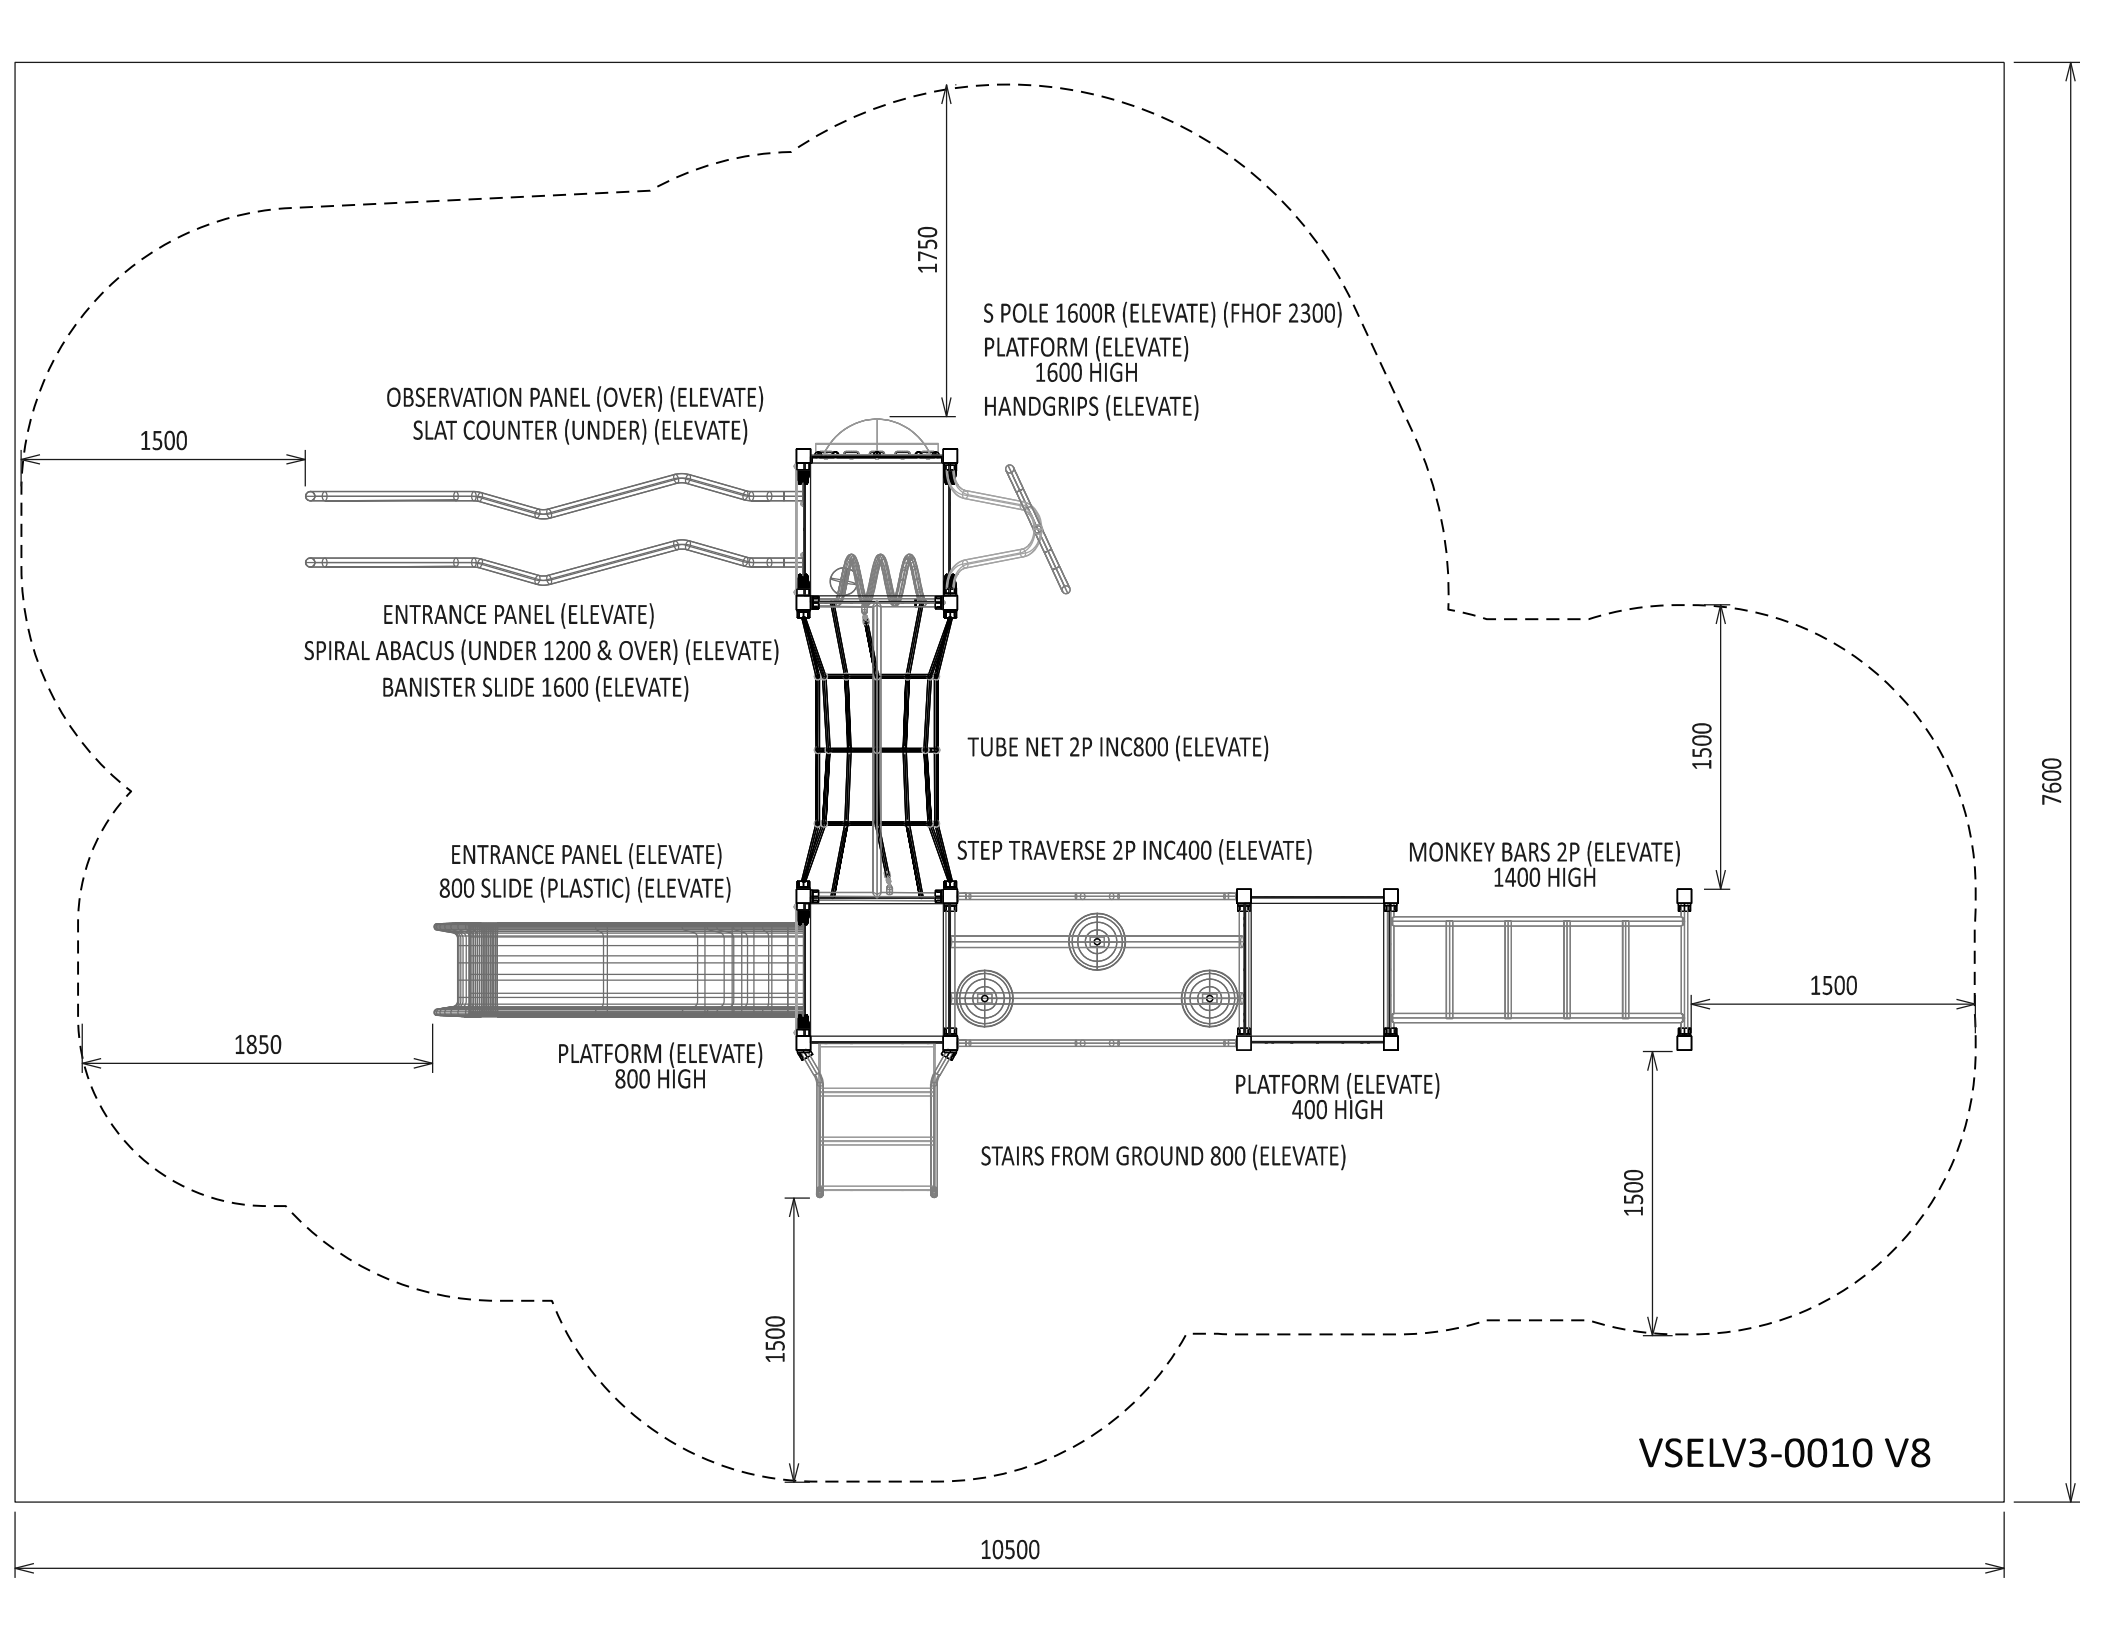 1750
S POLE 1600R (ELEVATE) (FHOF 2300)
PLATFORM (ELEVATE)
1600 HIGH
HANDGRIPS (ELEVATE)
OBSERVATION PANEL (OVER) (ELEVATE)
SLAT COUNTER (UNDER) (ELEVATE)
1500
ENTRANCE PANEL (ELEVATE)
SPIRAL ABACUS (UNDER 1200 & OVER) (ELEVATE)
BANISTER SLIDE 1600 (ELEVATE)
TUBE NET 2P INC800 (ELEVATE)
1500
7600
ENTRANCE PANEL (ELEVATE)
800 SLIDE (PLASTIC) (ELEVATE)
STEP TRAVERSE 2P INC400 (ELEVATE)
MONKEY BARS 2P (ELEVATE)
1400 HIGH
1500
1850
PLATFORM (ELEVATE)
800 HIGH
PLATFORM (ELEVATE)
400 HIGH
STAIRS FROM GROUND 800 (ELEVATE)
1500
1500
VSELV3-0010 V8
10500